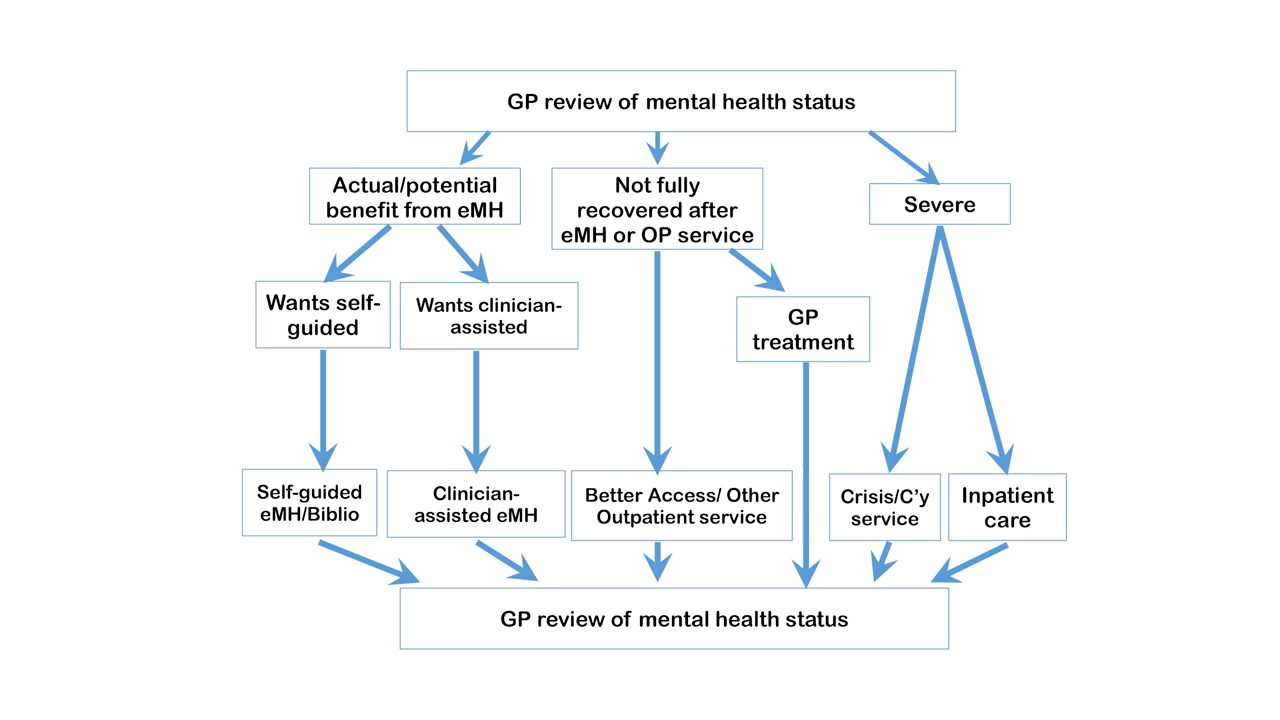 GP review of mental health status
Actual/potential
benefit from eMH
Not fully
recovered after
eMH or OP service
Severe
Wants self-
guided
Wants clinician-
assisted
GP
treatment
Self-guided
eMH/Biblio
Clinician-
assisted eMH
Better Access/ Other
Outpatient service
Crisis/C’y
service
Inpatient
care
GP review of mental health status